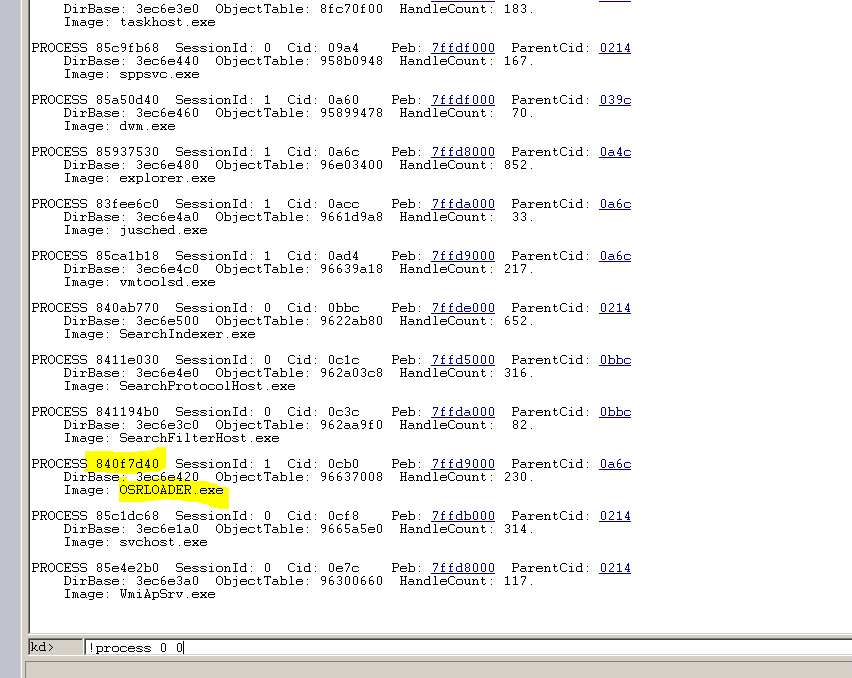 DirBase: 3ec6e3e0  ObjectTable: 8fc70f00  HandleCount: 183.
Image: taskhost.exe
PROCESS 85c9fb68  SessionId: 0  Cid: 09a4    Peb: 7ffdf000  ParentCid: 0214
DirBase: 3ec6e440  ObjectTable: 958b0948  HandleCount: 167.
Image: sppsvc.exe
PROCESS 85a50d40  SessionId: 1  Cid: 0a60    Peb: 7ffdf000  ParentCid: 039c
DirBase: 3ec6e460  ObjectTable: 95899478  HandleCount:  70.
Image: dwm.exe
PROCESS 85937530  SessionId: 1  Cid: 0a6c    Peb: 7ffd8000  ParentCid: 0a4c
DirBase: 3ec6e480  ObjectTable: 96e03400  HandleCount: 852.
Image: explorer.exe
PROCESS 83fee6c0  SessionId: 1  Cid: 0acc    Peb: 7ffda000  ParentCid: 0a6c
DirBase: 3ec6e4a0  ObjectTable: 9661d9a8  HandleCount:  33.
Image: jusched.exe
PROCESS 85ca1b18  SessionId: 1  Cid: 0ad4    Peb: 7ffd9000  ParentCid: 0a6c
DirBase: 3ec6e4c0  ObjectTable: 96639a18  HandleCount: 217.
Image: vmtoolsd.exe
PROCESS 840ab770  SessionId: 0  Cid: 0bbc    Peb: 7ffde000  ParentCid: 0214
DirBase: 3ec6e500  ObjectTable: 9622ab80  HandleCount: 652.
Image: SearchIndexer.exe
PROCESS 8411e030  SessionId: 0  Cid: 0c1c    Peb: 7ffd5000  ParentCid: 0bbc
DirBase: 3ec6e4e0  ObjectTable: 962a03c8  HandleCount: 316.
Image: SearchProtocolHost.exe
PROCESS 841194b0  SessionId: 0  Cid: 0c3c    Peb: 7ffda000  ParentCid: 0bbc
DirBase: 3ec6e3c0  ObjectTable: 962aa9f0  HandleCount:  82.
Image: SearchFilterHost.exe
PROCESS 840f7d40  SessionId: 1  Cid: 0cb0    Peb: 7ffd9000  ParentCid: 0a6c
DirBase: 3ec6e420  ObjectTable: 96637008  HandleCount: 230.
Image: OSRLOADER.exe
PROCESS 85c1dc68  SessionId: 0  Cid: 0cf8    Peb: 7ffdb000  ParentCid: 0214
DirBase: 3ec6e1a0  ObjectTable: 9665a5e0  HandleCount: 314.
Image: svchost.exe
PROCESS 85e4e2b0  SessionId: 0  Cid: 0e7c    Peb: 7ffd8000  ParentCid: 0214
DirBase: 3ec6e3a0  ObjectTable: 96300660  HandleCount: 117.
Image: WmiApSrv.exe
kd> !process 0 0